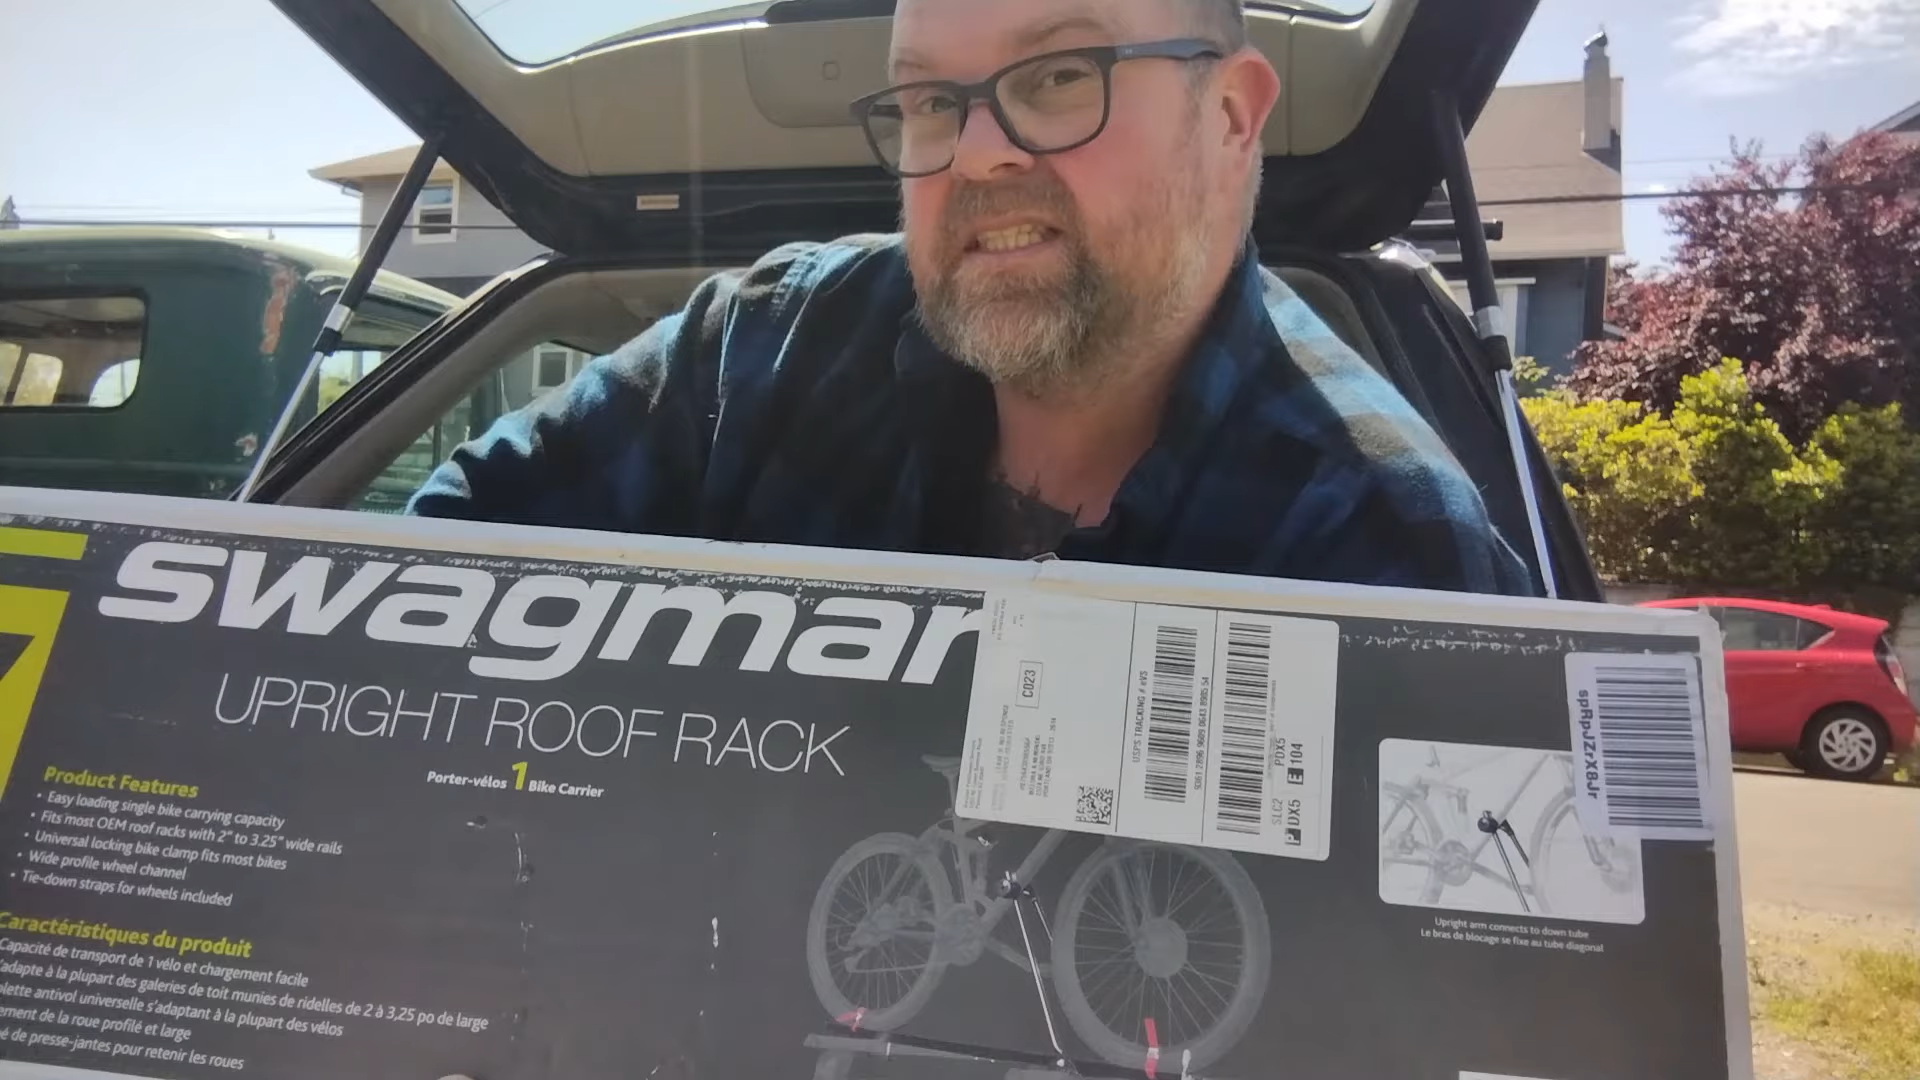 swagman
UPRIGHT ROOF RACK
Porter-vélos 1 Bike Carrier
Product Features
• Easy loading single bike carrying capacity
• Fits most OEM roof racks with 2" to 3.25" wide rails
• Universal locking bike clamp fits most bikes
• Wide profile wheel channel
• Tie-down straps for wheels included
Caractéristiques du produit
Capacité de transport de 1 vélo et chargement facile
adapte à la plupart des galeries de toit munies de ridelles de 2 à 3,25 po de large
antivol universelle s'adaptant à la plupart des vélos
de la roue profilé et large
de presse-jantes pour retenir les roues
C023
USPS TRACKING # eVS
SLC2
PDX5
P DX5 E 104
spRpJZrX8Jr
Upright arm connects to down tube
Le bras de blocage se fixe au tube diagonal